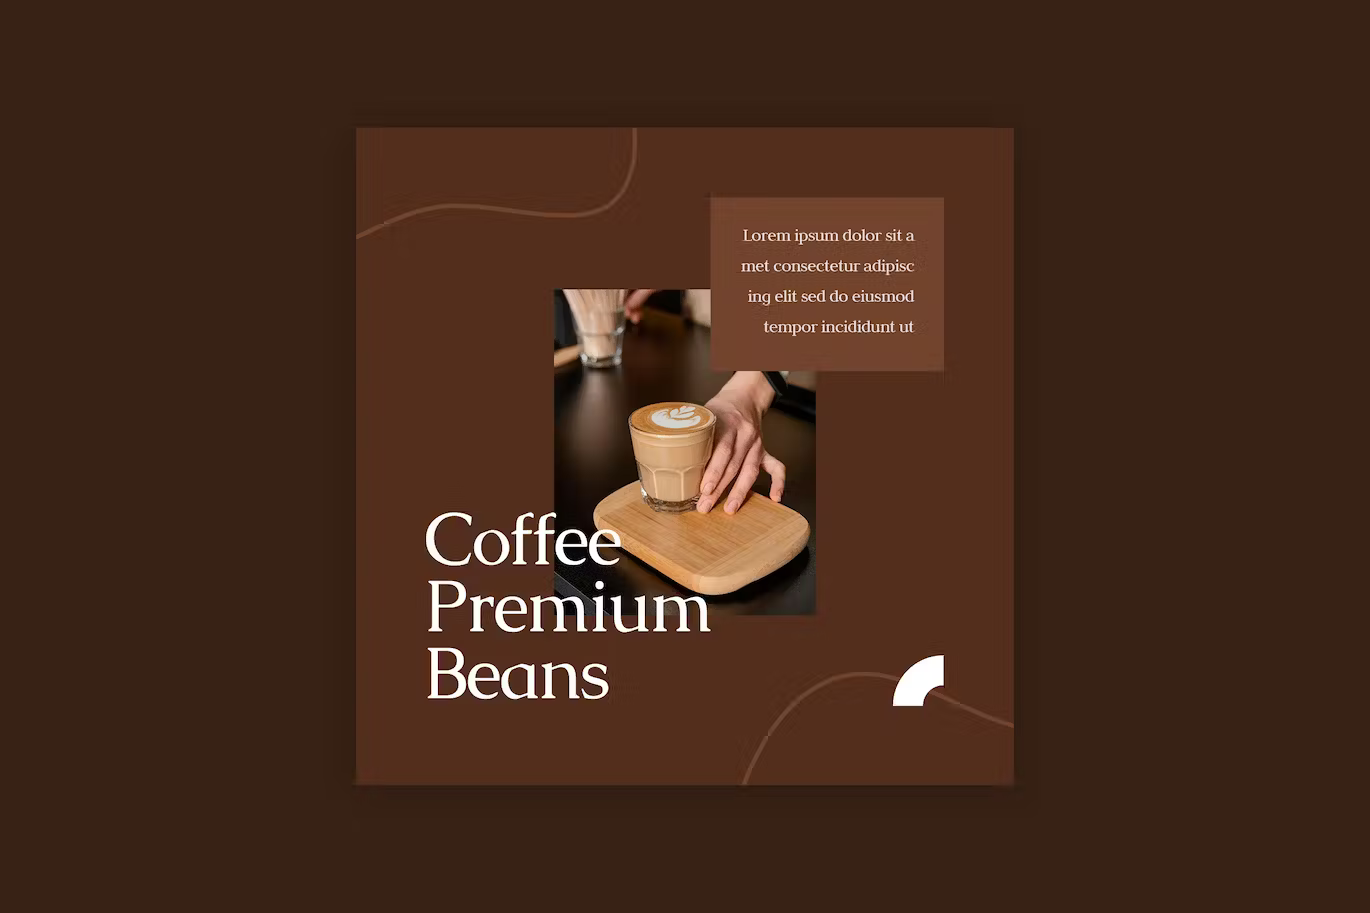 Lorem ipsum dolor sit a
met consectetur adipisc
ing elit sed do eiusmod
tempor incididunt ut
Coffee
Premium
Beans